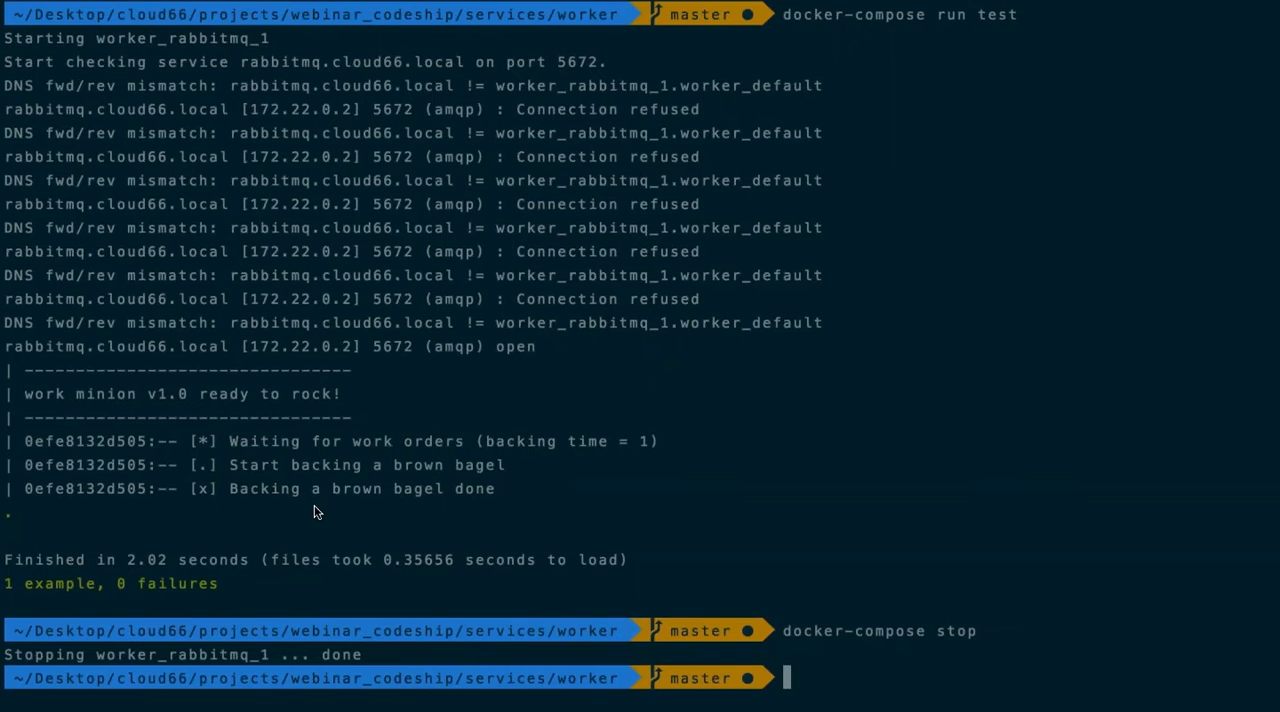 ~/Desktop/cloud66/projects/webinar_codeship/services/worker master ● docker-compose run test
Starting worker_rabbitmq_1
Start checking service rabbitmq.cloud66.local on port 5672.
DNS fwd/rev mismatch: rabbitmq.cloud66.local != worker_rabbitmq_1.worker_default
rabbitmq.cloud66.local [172.22.0.2] 5672 (amqp) : Connection refused
DNS fwd/rev mismatch: rabbitmq.cloud66.local != worker_rabbitmq_1.worker_default
rabbitmq.cloud66.local [172.22.0.2] 5672 (amqp) : Connection refused
DNS fwd/rev mismatch: rabbitmq.cloud66.local != worker_rabbitmq_1.worker_default
rabbitmq.cloud66.local [172.22.0.2] 5672 (amqp) : Connection refused
DNS fwd/rev mismatch: rabbitmq.cloud66.local != worker_rabbitmq_1.worker_default
rabbitmq.cloud66.local [172.22.0.2] 5672 (amqp) : Connection refused
DNS fwd/rev mismatch: rabbitmq.cloud66.local != worker_rabbitmq_1.worker_default
rabbitmq.cloud66.local [172.22.0.2] 5672 (amqp) : Connection refused
DNS fwd/rev mismatch: rabbitmq.cloud66.local != worker_rabbitmq_1.worker_default
rabbitmq.cloud66.local [172.22.0.2] 5672 (amqp) open
| --------------------------------
| work minion v1.0 ready to rock!
| --------------------------------
| 0efe8132d505:-- [*] Waiting for work orders (backing time = 1)
| 0efe8132d505:-- [.] Start backing a brown bagel
| 0efe8132d505:-- [x] Backing a brown bagel done
.
Finished in 2.02 seconds (files took 0.35656 seconds to load)
1 example, 0 failures
~/Desktop/cloud66/projects/webinar_codeship/services/worker master ● docker-compose stop
Stopping worker_rabbitmq_1 ... done
~/Desktop/cloud66/projects/webinar_codeship/services/worker master ●